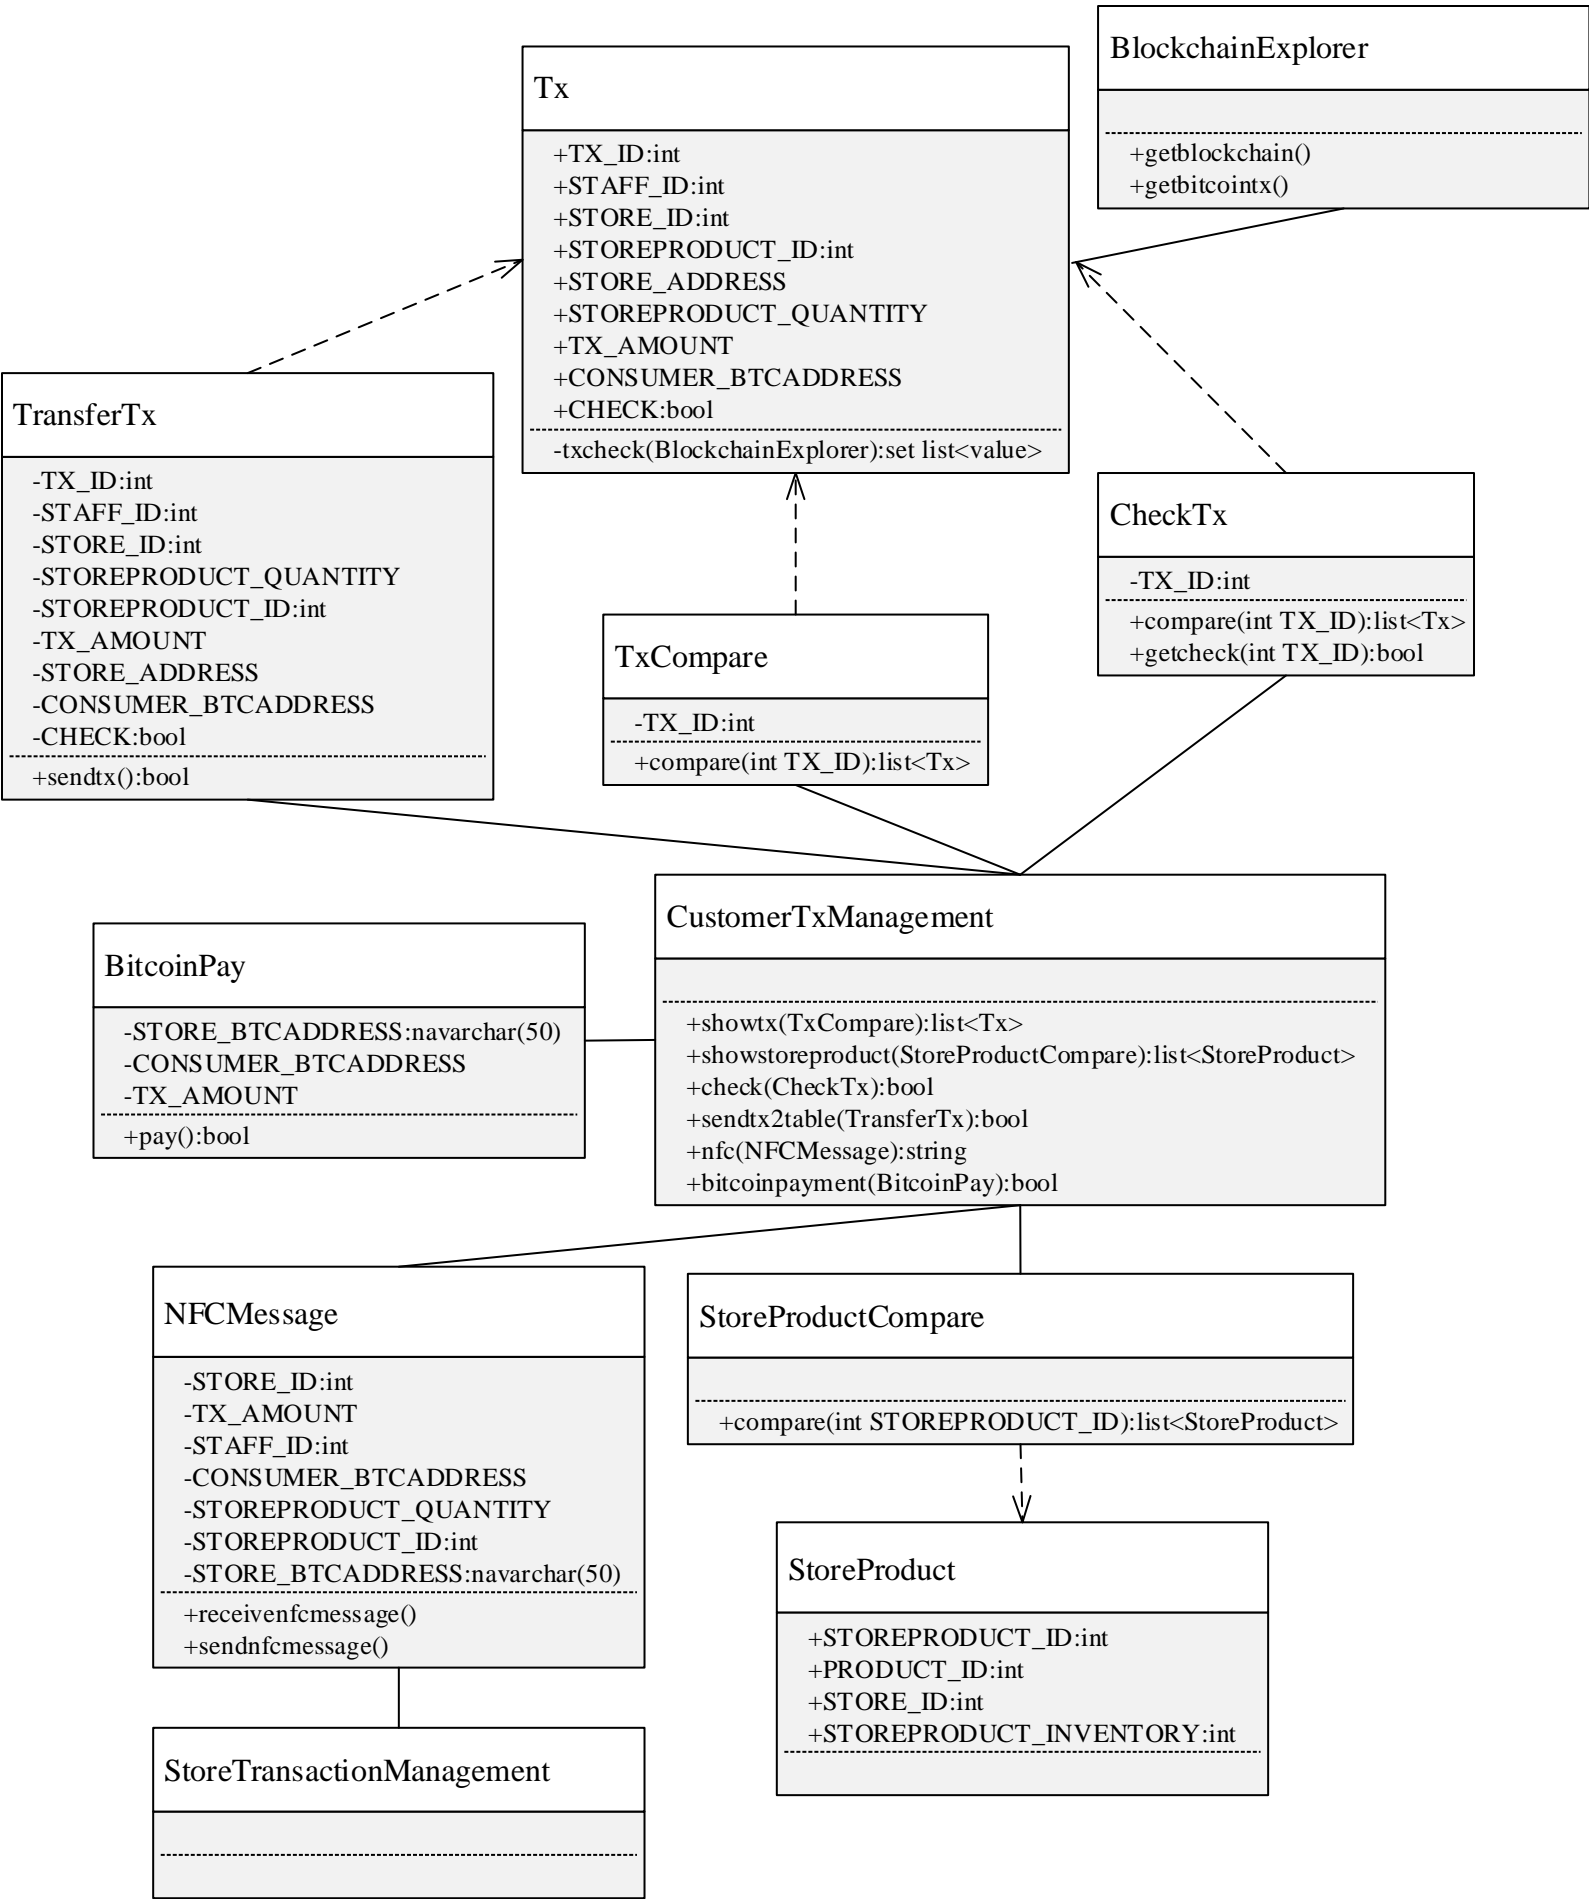 BlockchainExplorer
+getblockchain()
+getbitcointx()
Tx
+TX_ID:int
+STAFF_ID:int
+STORE_ID:int
+STOREPRODUCT_ID:int
+STORE_ADDRESS
+STOREPRODUCT_QUANTITY
+TX_AMOUNT
+CONSUMER_BTCADDRESS
+CHECK:bool
-txcheck(BlockchainExplorer):set list<value>
TransferTx
-TX_ID:int
-STAFF_ID:int
-STORE_ID:int
-STOREPRODUCT_QUANTITY
-STOREPRODUCT_ID:int
-TX_AMOUNT
-STORE_ADDRESS
-CONSUMER_BTCADDRESS
-CHECK:bool
+sendtx():bool
TxCompare
-TX_ID:int
+compare(int TX_ID):list<Tx>
CheckTx
-TX_ID:int
+compare(int TX_ID):list<Tx>
+getcheck(int TX_ID):bool
BitcoinPay
-STORE_BTCADDRESS:navarchar(50)
-CONSUMER_BTCADDRESS
-TX_AMOUNT
+pay():bool
CustomerTxManagement
+showtx(TxCompare):list<Tx>
+showstoreproduct(StoreProductCompare):list<StoreProduct>
+check(CheckTx):bool
+sendtx2table(TransferTx):bool
+nfc(NFCMessage):string
+bitcoinpayment(BitcoinPay):bool
NFCMessage
-STORE_ID:int
-TX_AMOUNT
-STAFF_ID:int
-CONSUMER_BTCADDRESS
-STOREPRODUCT_QUANTITY
-STOREPRODUCT_ID:int
-STORE_BTCADDRESS:navarchar(50)
+receivenfcmessage()
+sendnfcmessage()
StoreProductCompare
+compare(int STOREPRODUCT_ID):list<StoreProduct>
StoreProduct
+STOREPRODUCT_ID:int
+PRODUCT_ID:int
+STORE_ID:int
+STOREPRODUCT_INVENTORY:int
StoreTransactionManagement